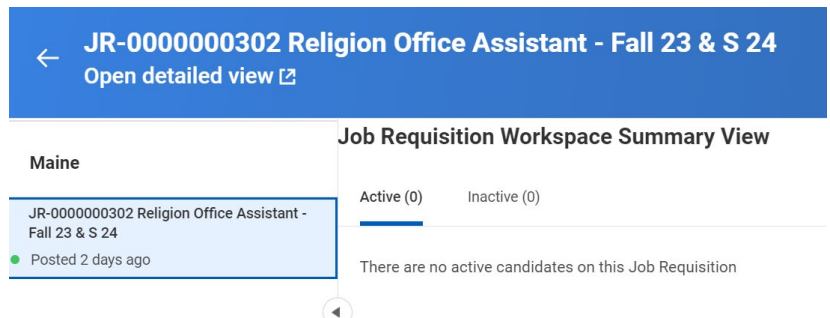 JR-0000000302 Religion Office Assistant - Fall 23 & S 24
Open detailed view
Maine
JR-0000000302 Religion Office Assistant -
Fall 23 & S 24
Posted 2 days ago
Job Requisition Workspace Summary View
Active (0) Inactive (0)
There are no active candidates on this Job Requisition